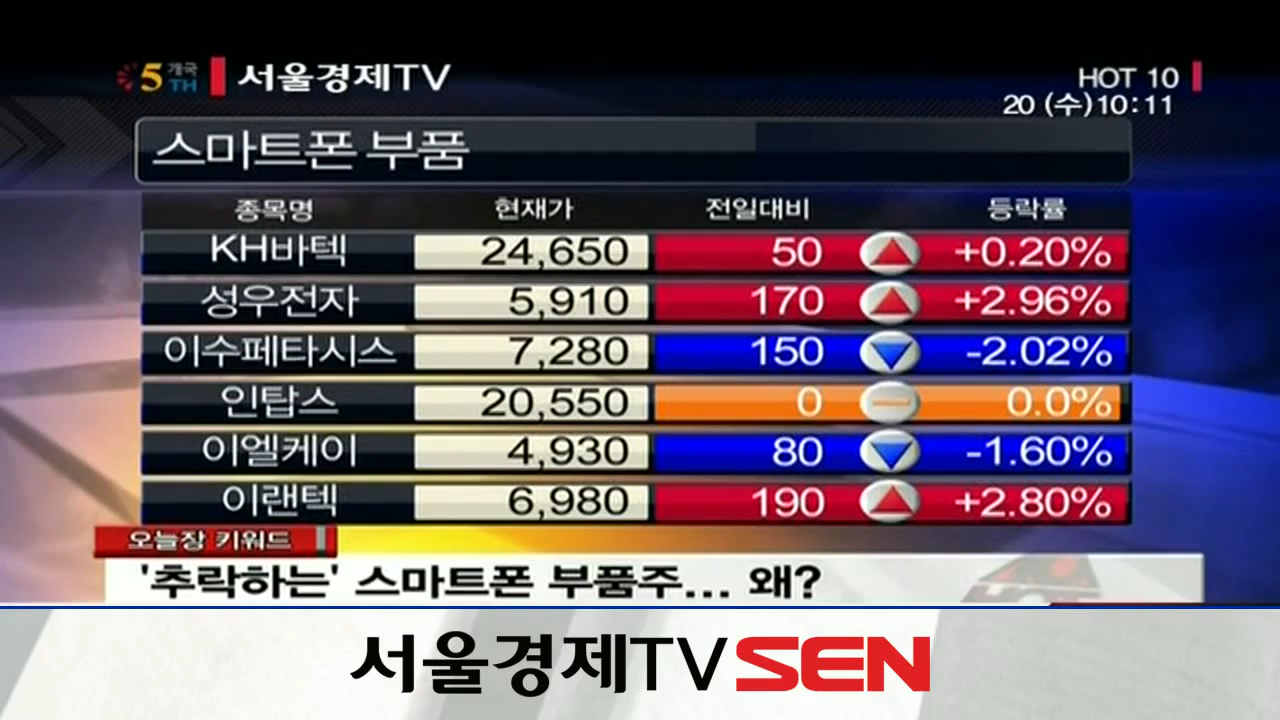 5 개국 TH 서울경제TV
HOT 10
20 (수)10:11
스마트폰 부품
종목명 현재가 전일대비 등락률
KH바텍 24,650 50 ▲ +0.20%
성우전자 5,910 170 ▲ +2.96%
이수페타시스 7,280 150 ▼ -2.02%
인탑스 20,550 0 - 0.0%
이엘케이 4,930 80 ▼ -1.60%
이랜텍 6,980 190 ▲ +2.80%
오늘장 키워드
'추락하는' 스마트폰 부품주... 왜?
서울경제TV SEN